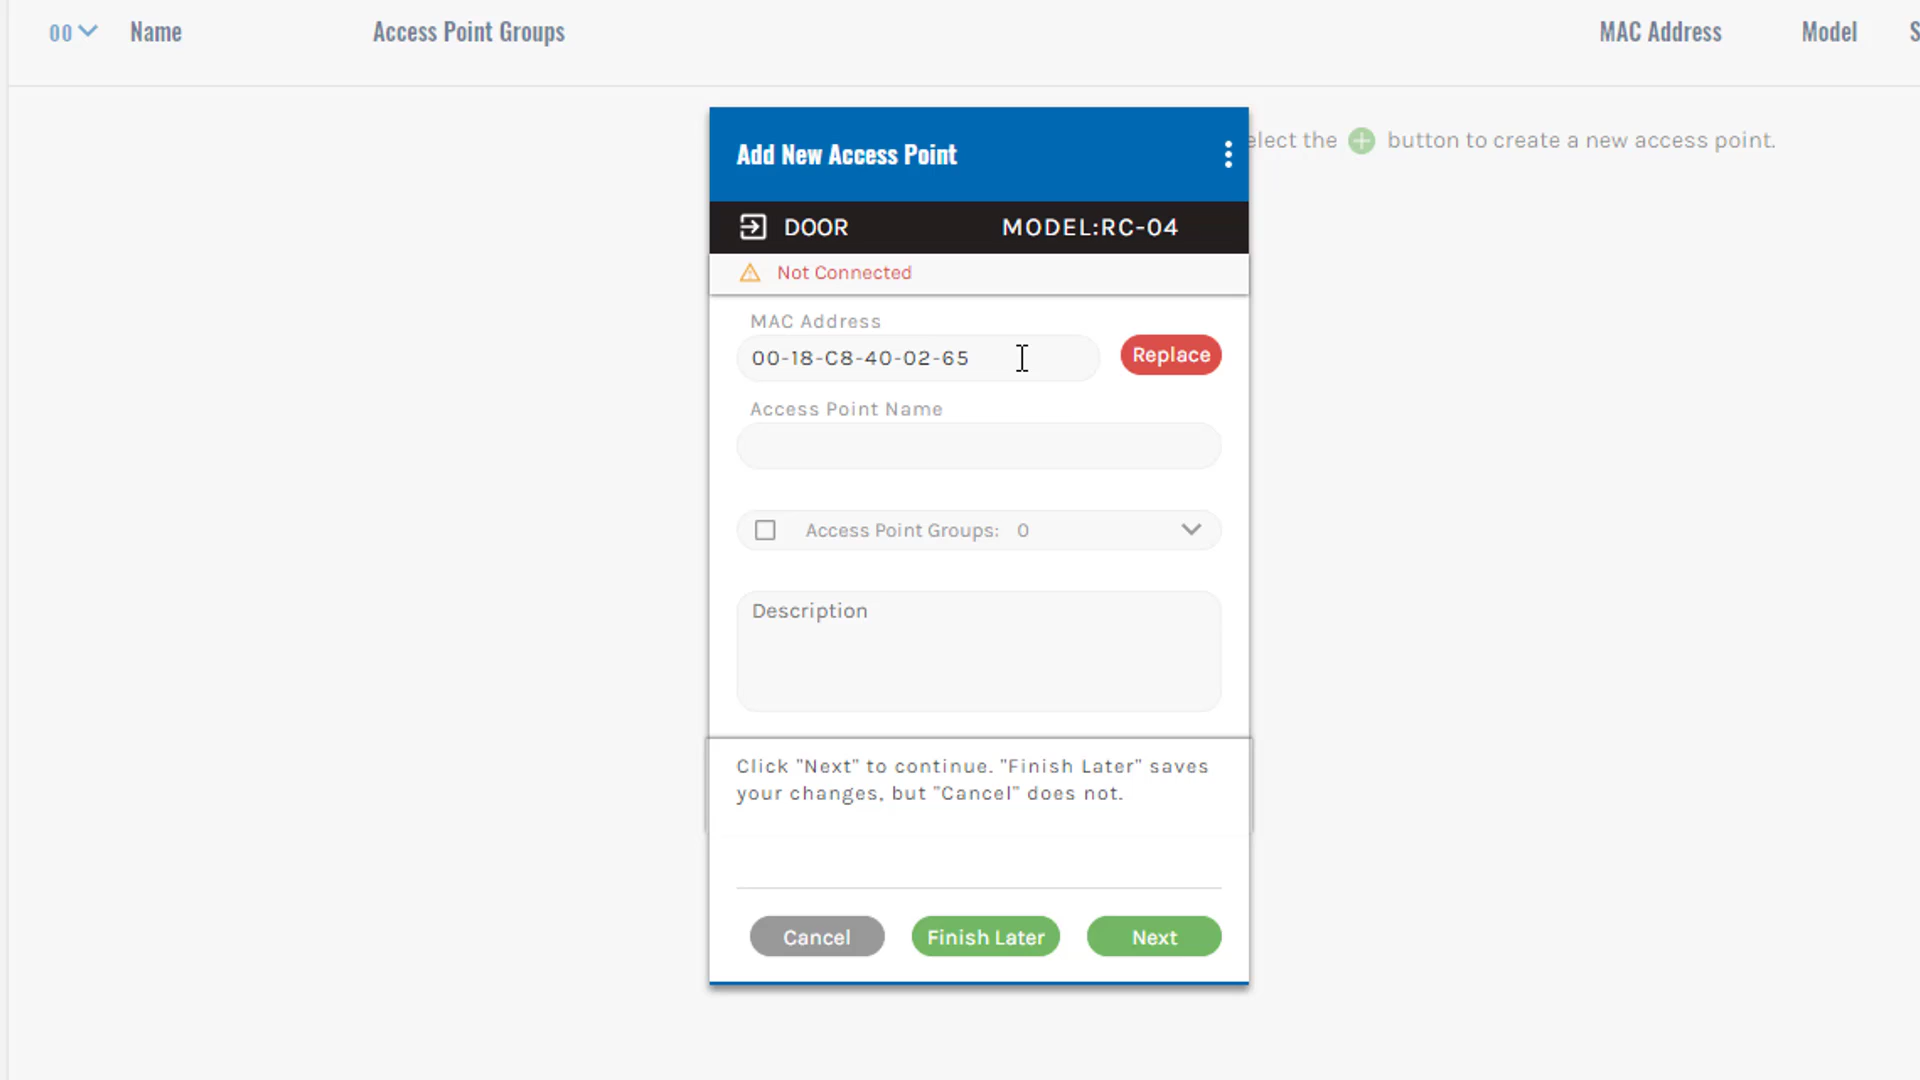 00 Name Access Point Groups MAC Address Model S
elect the button to create a new access point.
Add New Access Point
DOOR MODEL:RC-04
Not Connected
MAC Address
00-18-C8-40-02-65
Replace
Access Point Name
Access Point Groups: 0
Description
Click "Next" to continue. "Finish Later" saves
your changes, but "Cancel" does not.
Cancel Finish Later Next